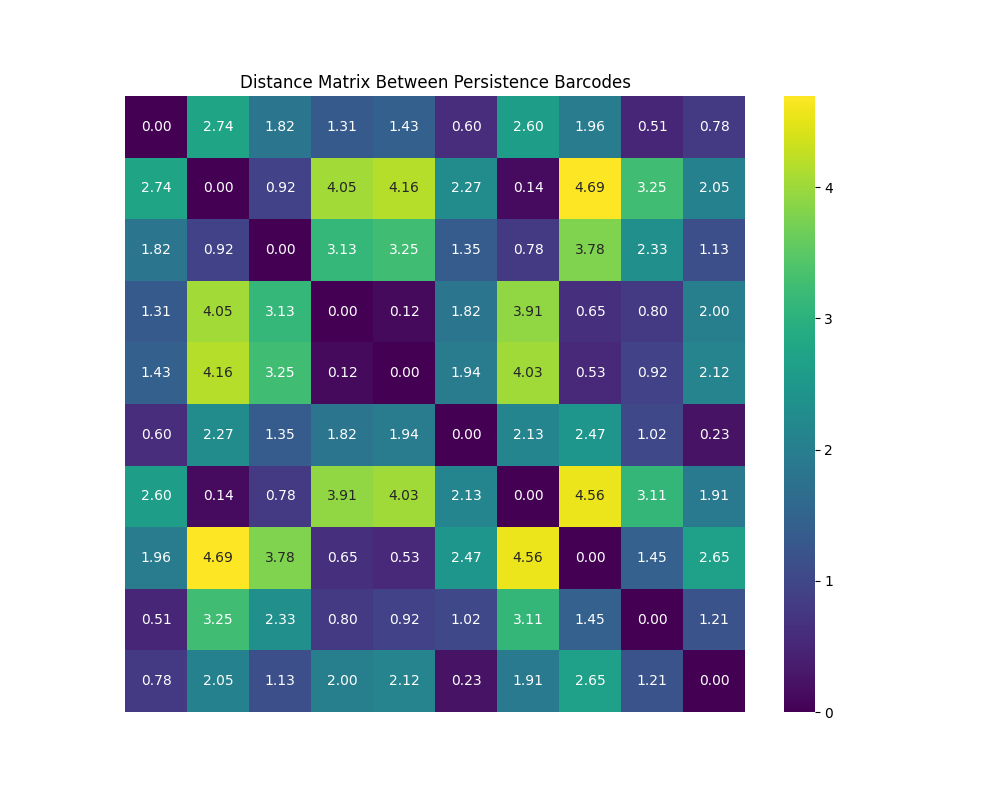 Distance Matrix Between Persistence Barcodes
0.00 2.74 1.82 1.31 1.43 0.60 2.60 1.96 0.51 0.78
2.74 0.00 0.92 4.05 4.16 2.27 0.14 4.69 3.25 2.05
1.82 0.92 0.00 3.13 3.25 1.35 0.78 3.78 2.33 1.13
1.31 4.05 3.13 0.00 0.12 1.82 3.91 0.65 0.80 2.00
1.43 4.16 3.25 0.12 0.00 1.94 4.03 0.53 0.92 2.12
0.60 2.27 1.35 1.82 1.94 0.00 2.13 2.47 1.02 0.23
2.60 0.14 0.78 3.91 4.03 2.13 0.00 4.56 3.11 1.91
1.96 4.69 3.78 0.65 0.53 2.47 4.56 0.00 1.45 2.65
0.51 3.25 2.33 0.80 0.92 1.02 3.11 1.45 0.00 1.21
0.78 2.05 1.13 2.00 2.12 0.23 1.91 2.65 1.21 0.00
4
3
2
1
0